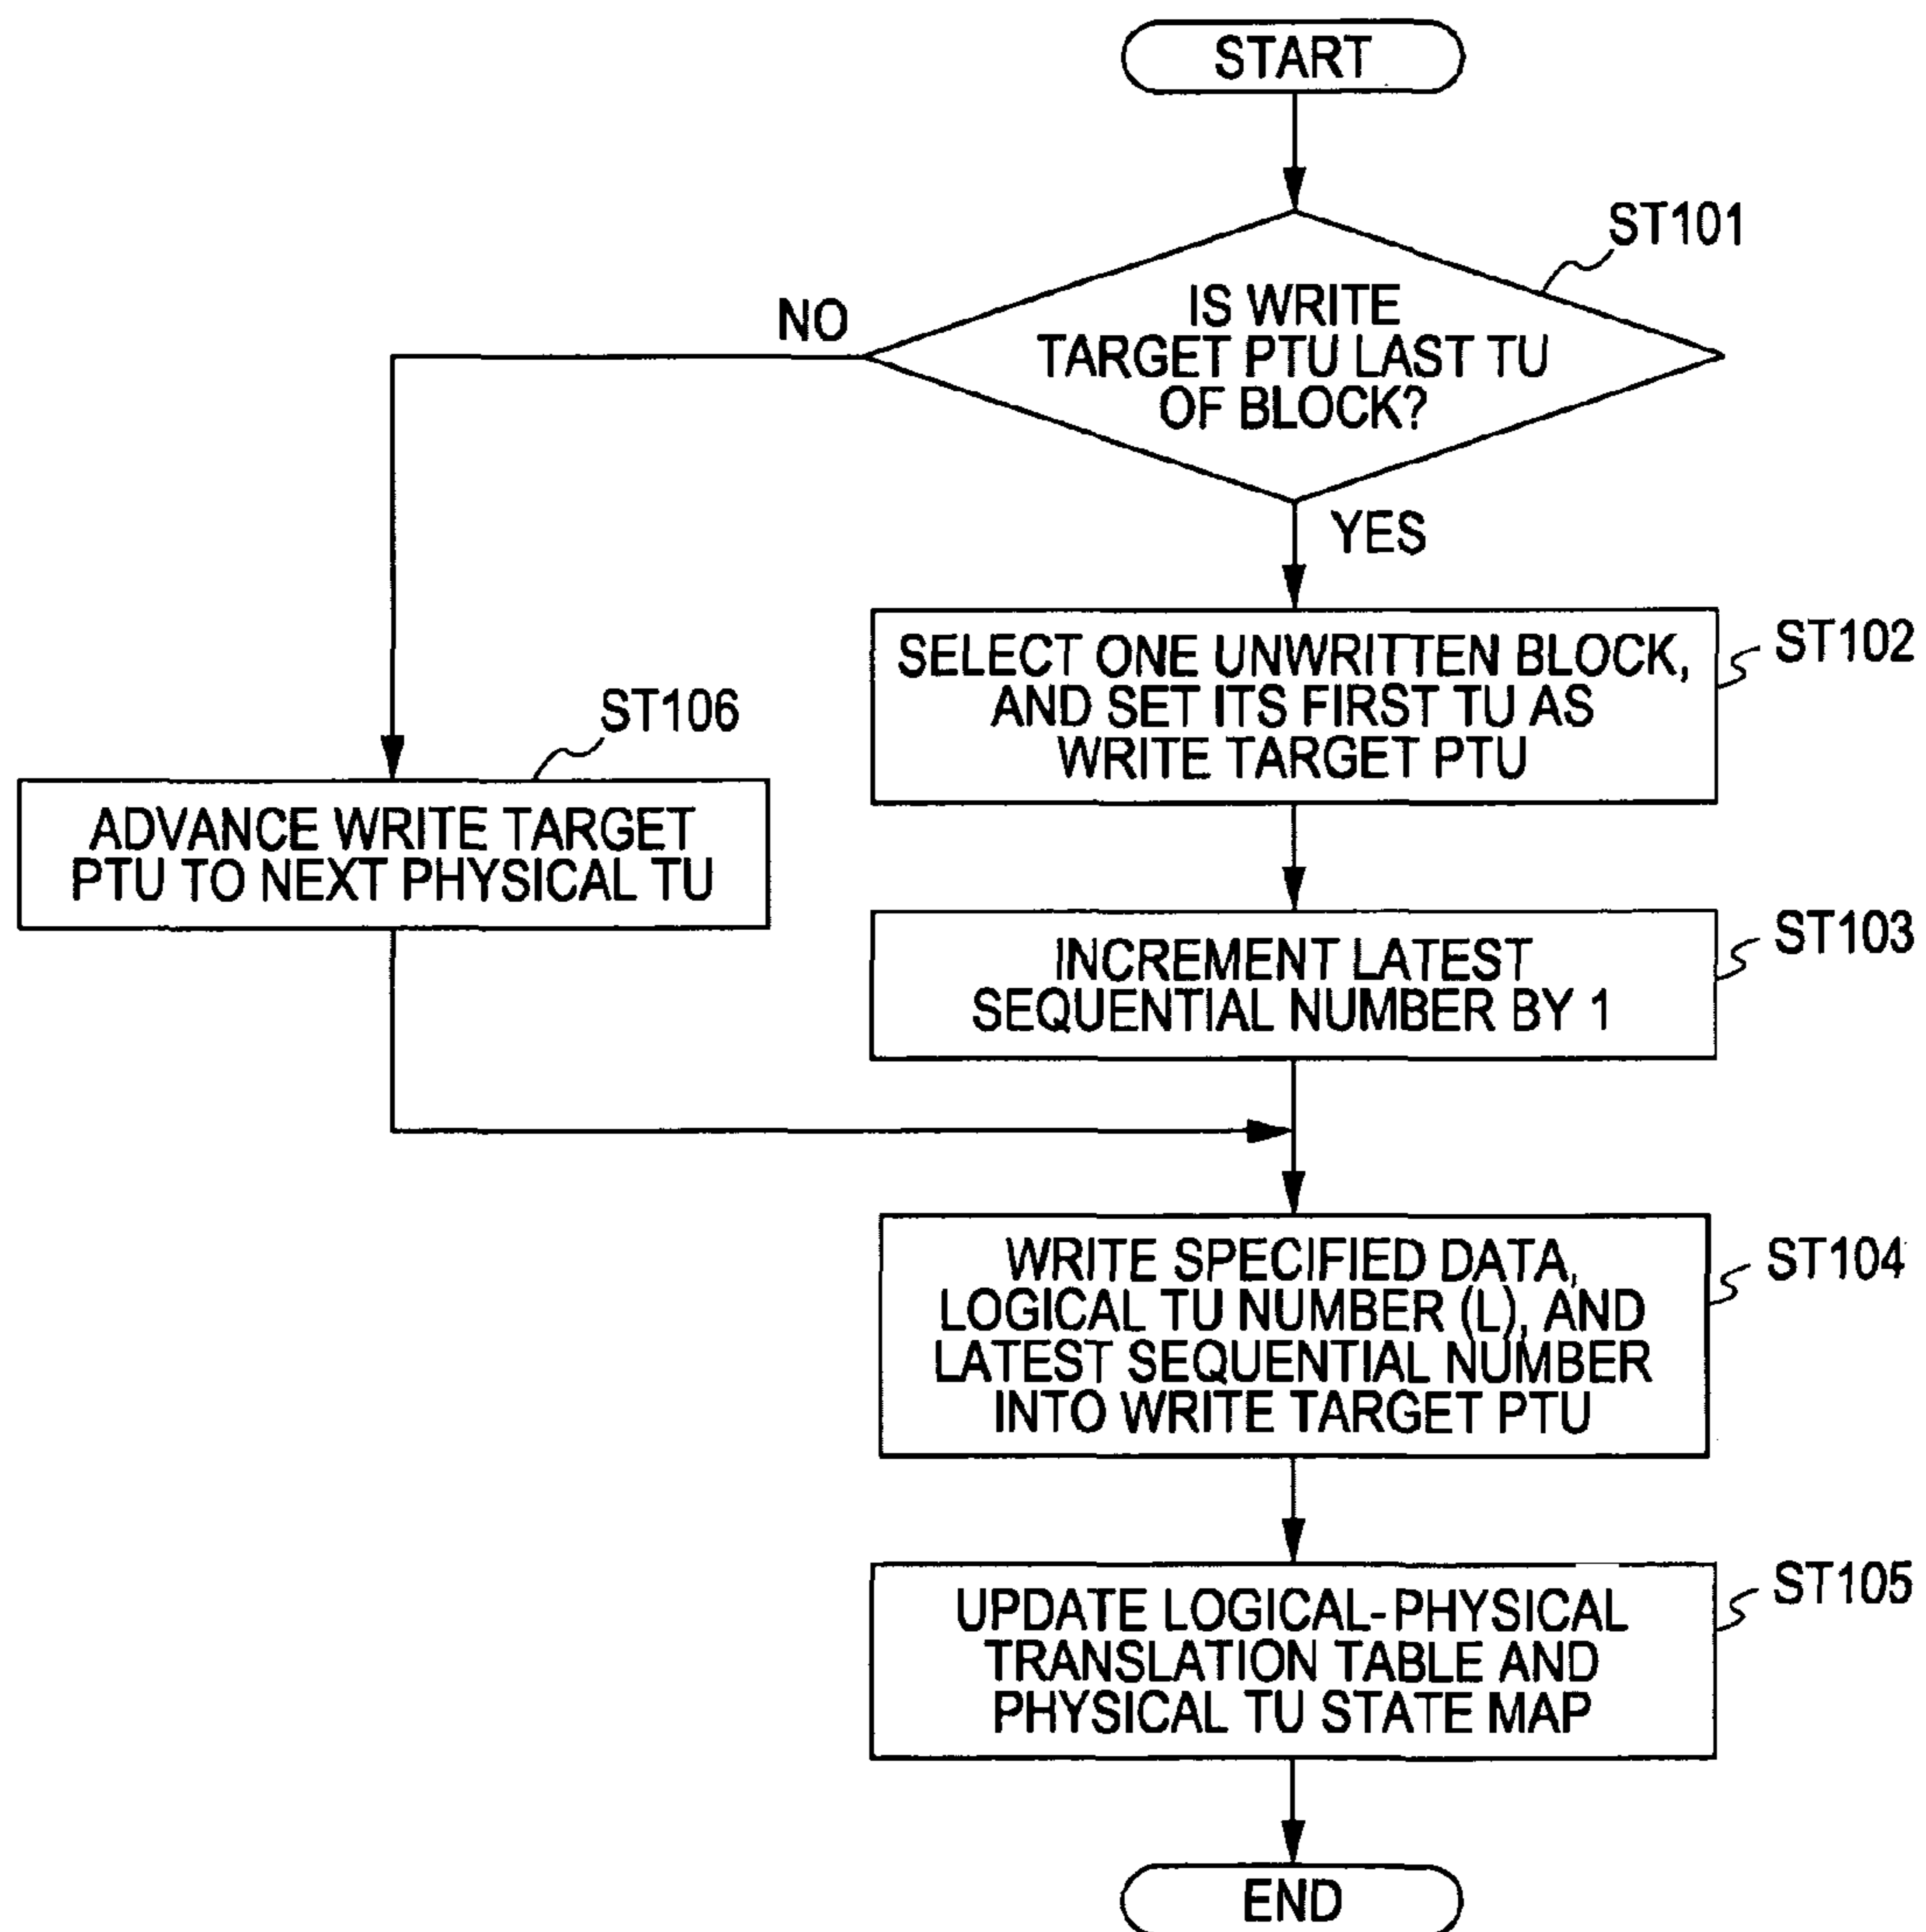 START
ST101
IS WRITE
TARGET PTU LAST TU
OF BLOCK?
NO
YES
ST102
SELECT ONE UNWRITTEN BLOCK,
AND SET ITS FIRST TU AS
WRITE TARGET PTU
ST106
ADVANCE WRITE TARGET
PTU TO NEXT PHYSICAL TU
ST103
INCREMENT LATEST
SEQUENTIAL NUMBER BY 1
ST104
WRITE SPECIFIED DATA,
LOGICAL TU NUMBER (L), AND
LATEST SEQUENTIAL NUMBER
INTO WRITE TARGET PTU
ST105
UPDATE LOGICAL-PHYSICAL
TRANSLATION TABLE AND
PHYSICAL TU STATE MAP
END